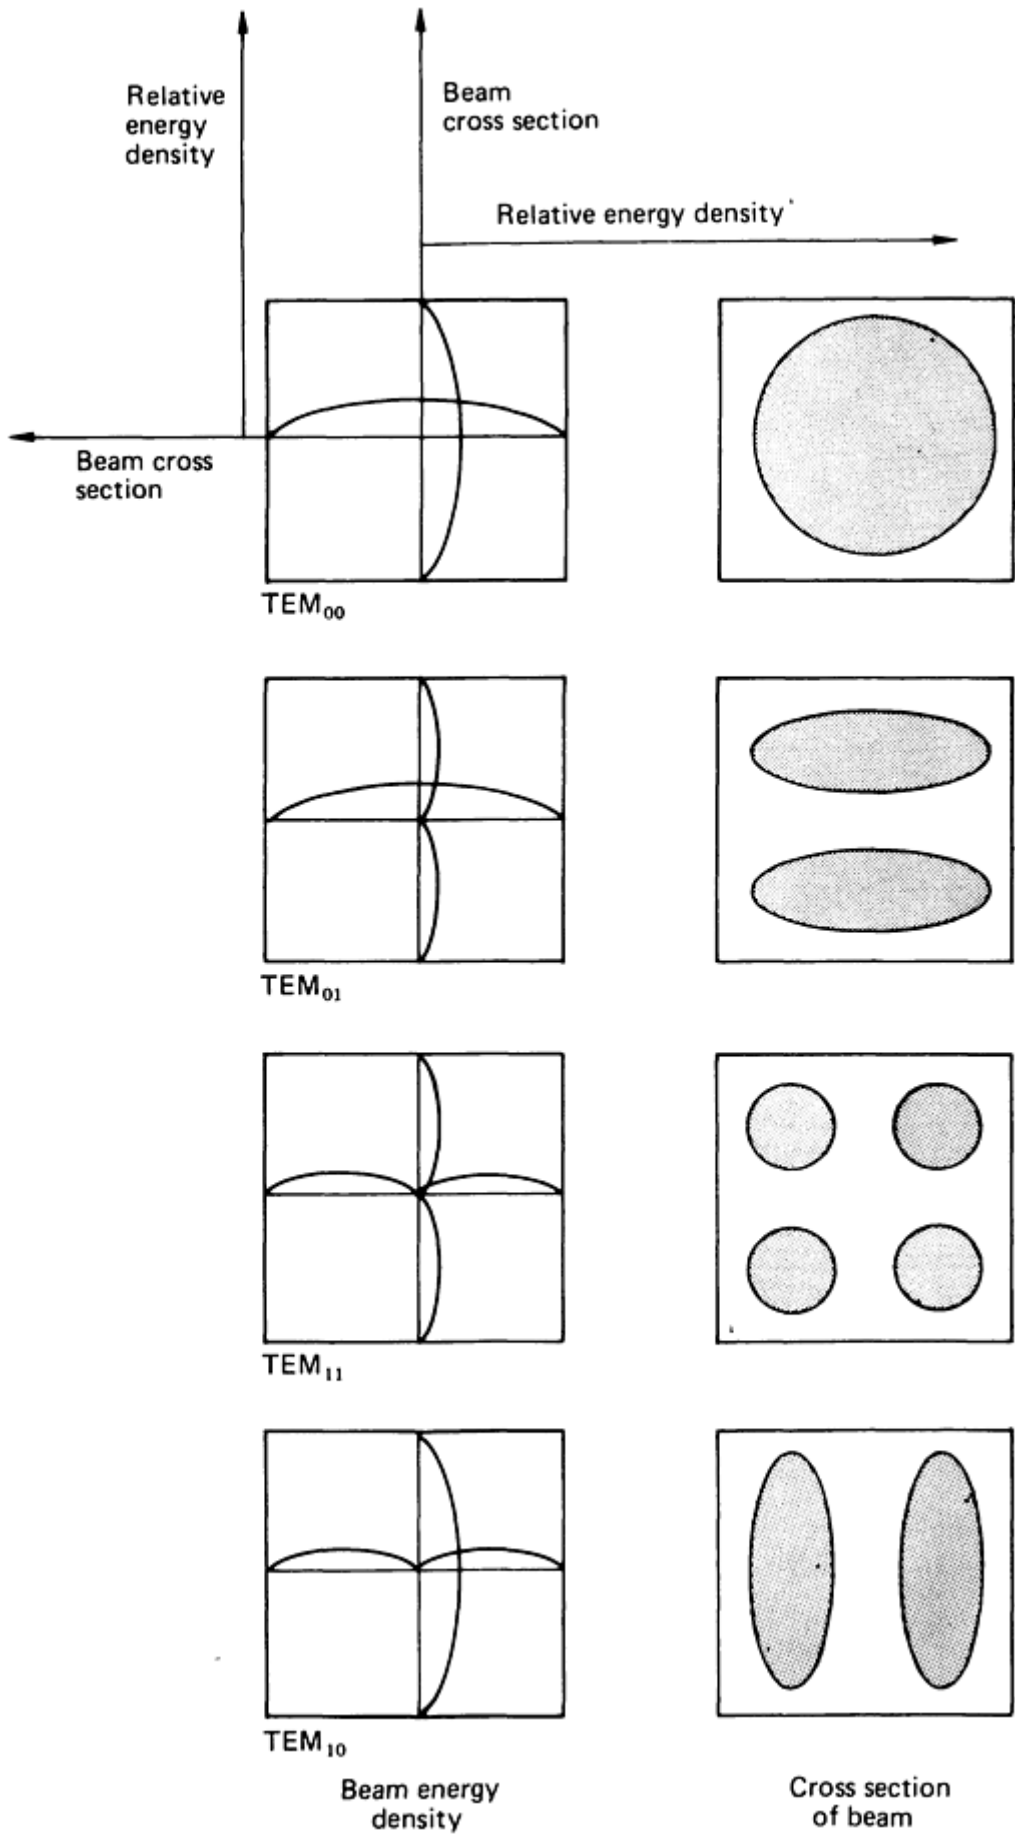 Relative
energy
density
Beam
cross section
Relative energy density
Beam cross
section
TEM₀₀
TEM₀₁
TEM₁₁
TEM₁₀
Beam energy
density
Cross section
of beam